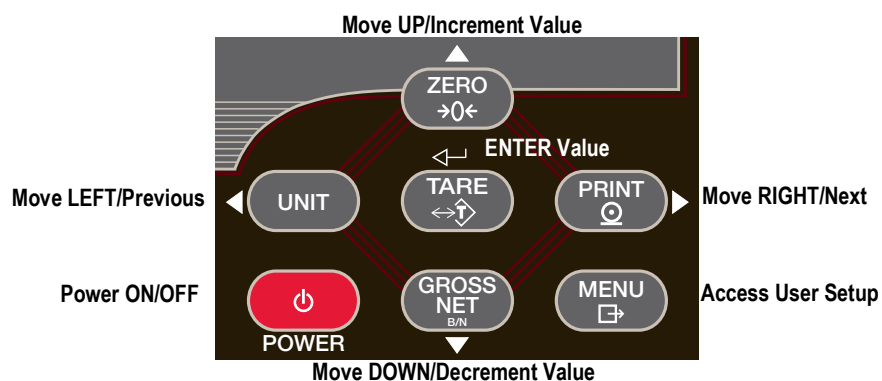 Move UP/Increment Value
ZERO
→0←
ENTER Value
Move LEFT/Previous
UNIT
TARE
T
PRINT
Move RIGHT/Next
Power ON/OFF
POWER
GROSS
NET
B/N
MENU
Access User Setup
Move DOWN/Decrement Value